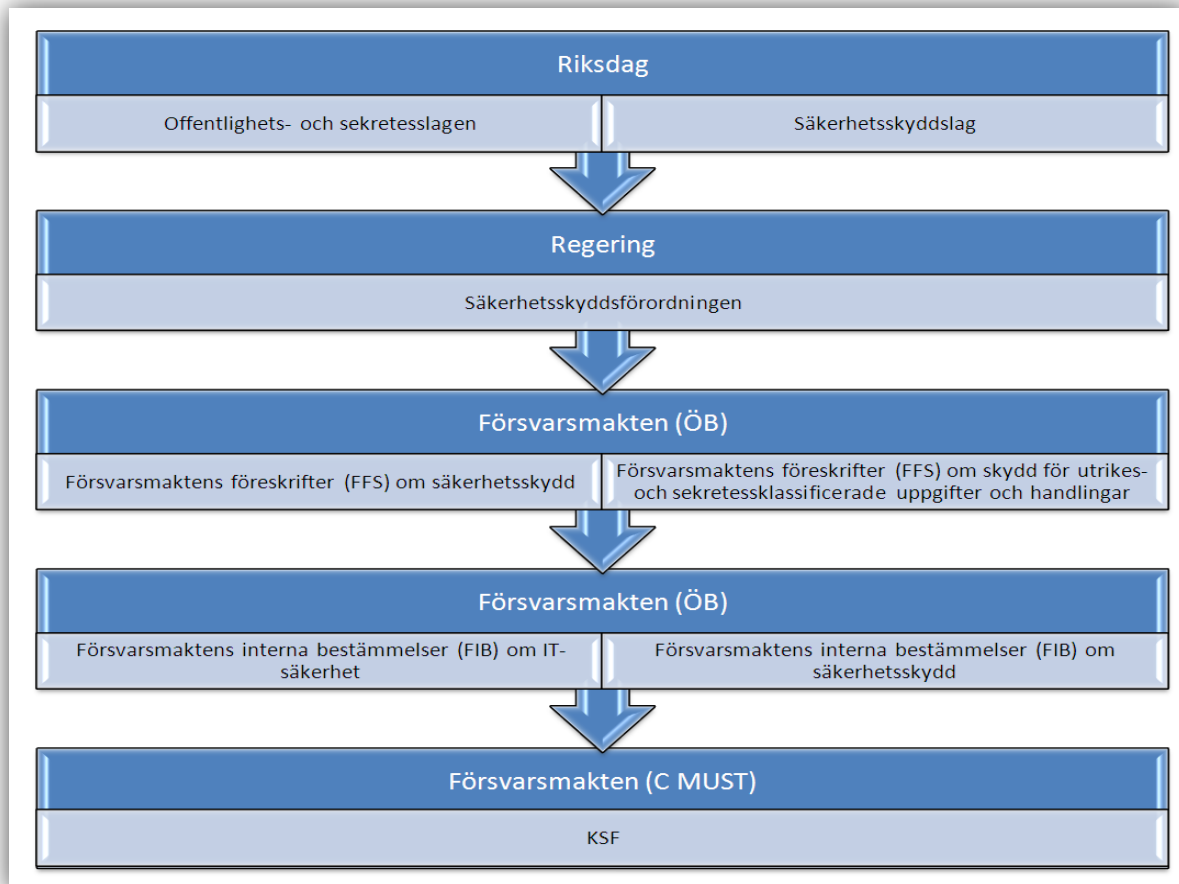 Riksdag
Offentlighets- och sekretesslagen
Säkerhetsskyddslag
Regering
Säkerhetsskyddsförordningen
Försvarsmakten (ÖB)
Försvarsmaktens föreskrifter (FFS) om säkerhetsskydd
Försvarsmaktens föreskrifter (FFS) om skydd för utrikes-
och sekretessklassificerade uppgifter och handlingar
Försvarsmakten (ÖB)
Försvarsmaktens interna bestämmelser (FIB) om IT-
säkerhet
Försvarsmaktens interna bestämmelser (FIB) om
säkerhetsskydd
Försvarsmakten (C MUST)
KSF